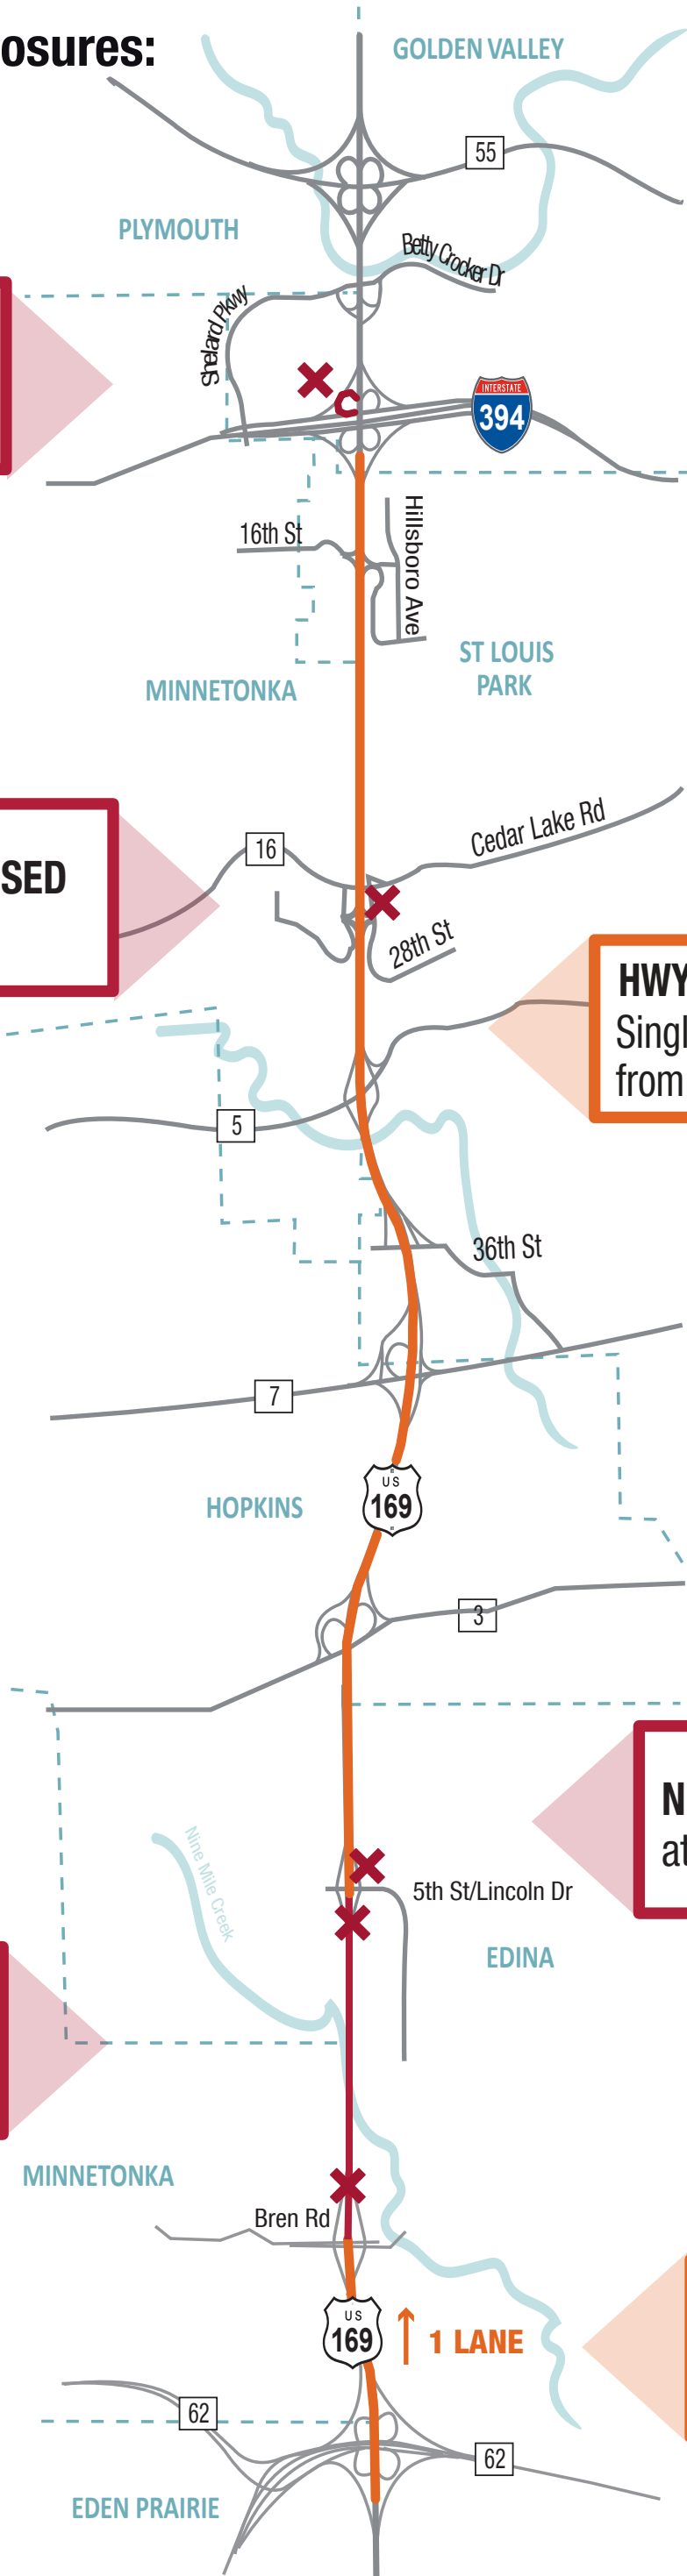 osures:
GOLDEN VALLEY
55
PLYMOUTH
Betty Crocker Dr
Shelard Pkwy
INTERSTATE
394
16th St
Hillsboro Ave
ST LOUIS
PARK
MINNETONKA
Cedar Lake Rd
16
SED
28th St
HWY
Singl
from
5
36th St
7
US
169
HOPKINS
3
N
at
Nine Mile Creek
5th St/Lincoln Dr
EDINA
MINNETONKA
Bren Rd
US
169
1 LANE
62
62
EDEN PRAIRIE